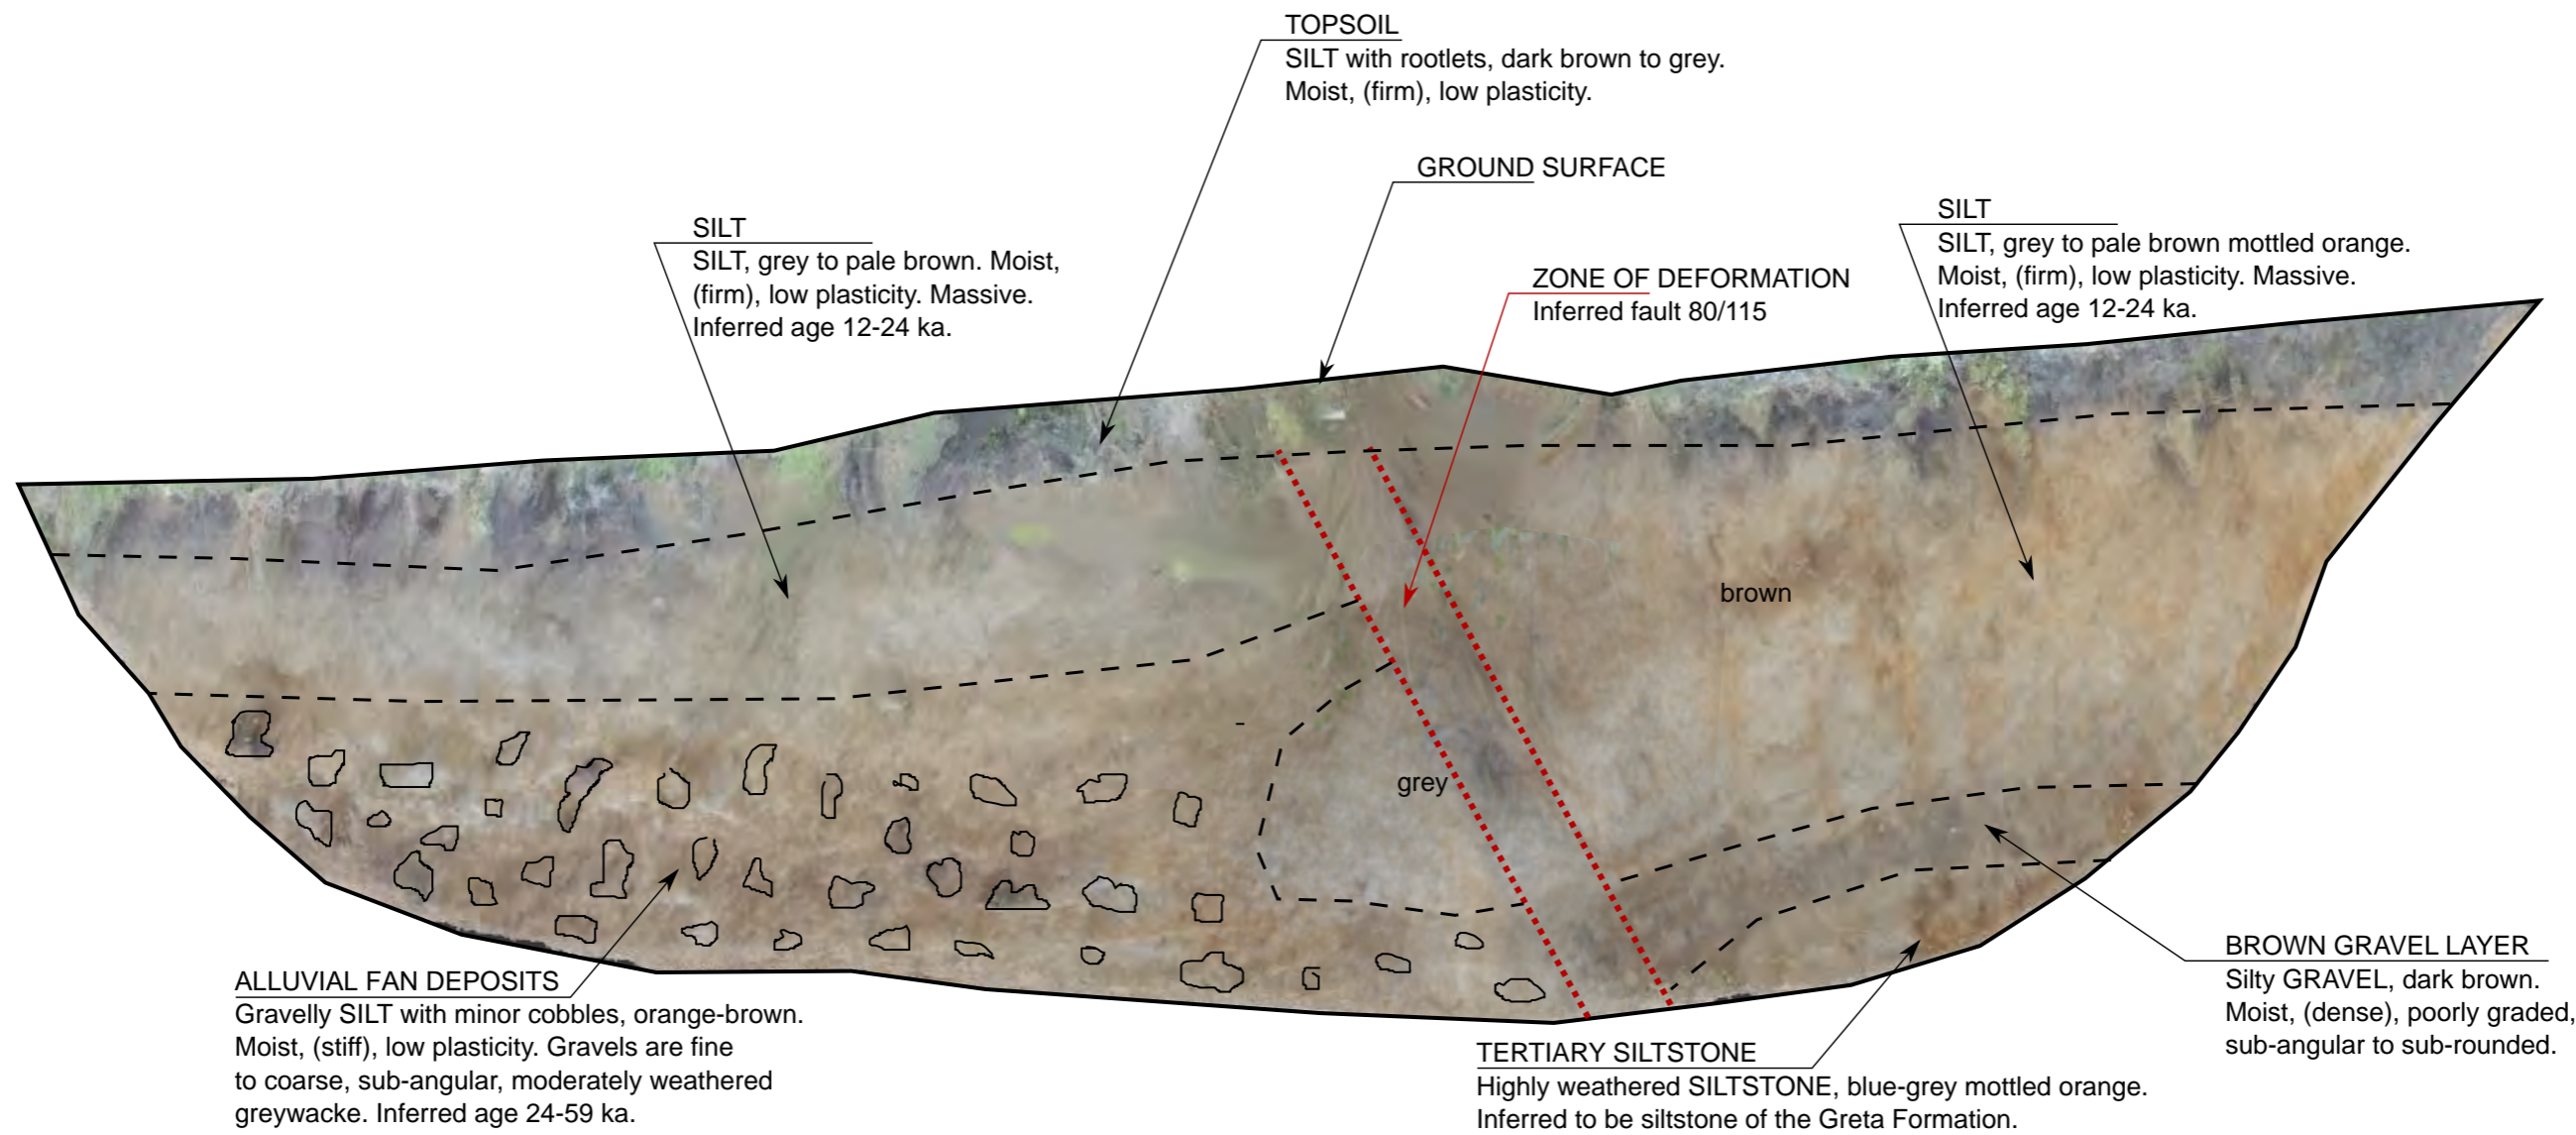 TOPSOIL
SILT with rootlets, dark brown to grey.
Moist, (firm), low plasticity.
GROUND SURFACE
SILT
SILT, grey to pale brown. Moist,
(firm), low plasticity. Massive.
Inferred age 12-24 ka.
ZONE OF DEFORMATION
Inferred fault 80/115
SILT
SILT, grey to pale brown mottled orange.
Moist, (firm), low plasticity. Massive.
Inferred age 12-24 ka.
brown
grey
ALLUVIAL FAN DEPOSITS
Gravelly SILT with minor cobbles, orange-brown.
Moist, (stiff), low plasticity. Gravels are fine
to coarse, sub-angular, moderately weathered
greywacke. Inferred age 24-59 ka.
TERTIARY SILTSTONE
Highly weathered SILTSTONE, blue-grey mottled orange.
Inferred to be siltstone of the Greta Formation.
BROWN GRAVEL LAYER
Silty GRAVEL, dark brown.
Moist, (dense), poorly graded,
sub-angular to sub-rounded.